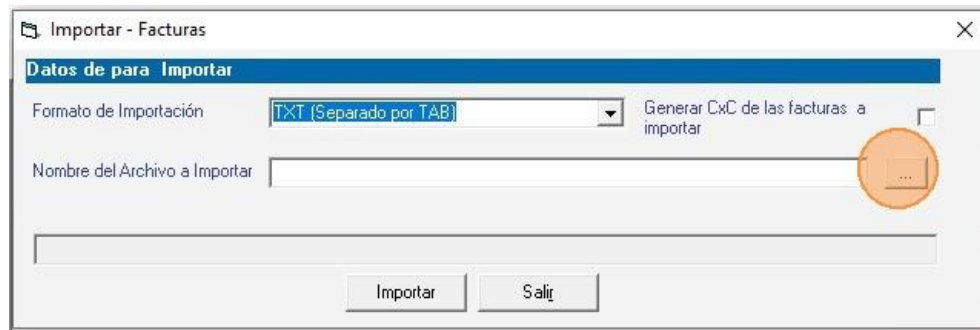 Importar - Facturas
Datos de para Importar
Formato de Importación
TXT (Separado por TAB)
Generar CxC de las facturas a
importar
Nombre del Archivo a Importar
...
Importar
Salir